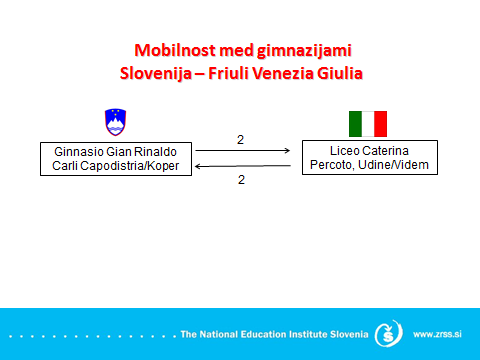 Mobilnost med gimnazijami
Slovenija – Friuli Venezia Giulia
Ginnasio Gian Rinaldo
Carli Capodistria/Koper
2
2
Liceo Caterina
Percoto, Udine/Videm
The National Education Institute Slovenia
www.zrss.si